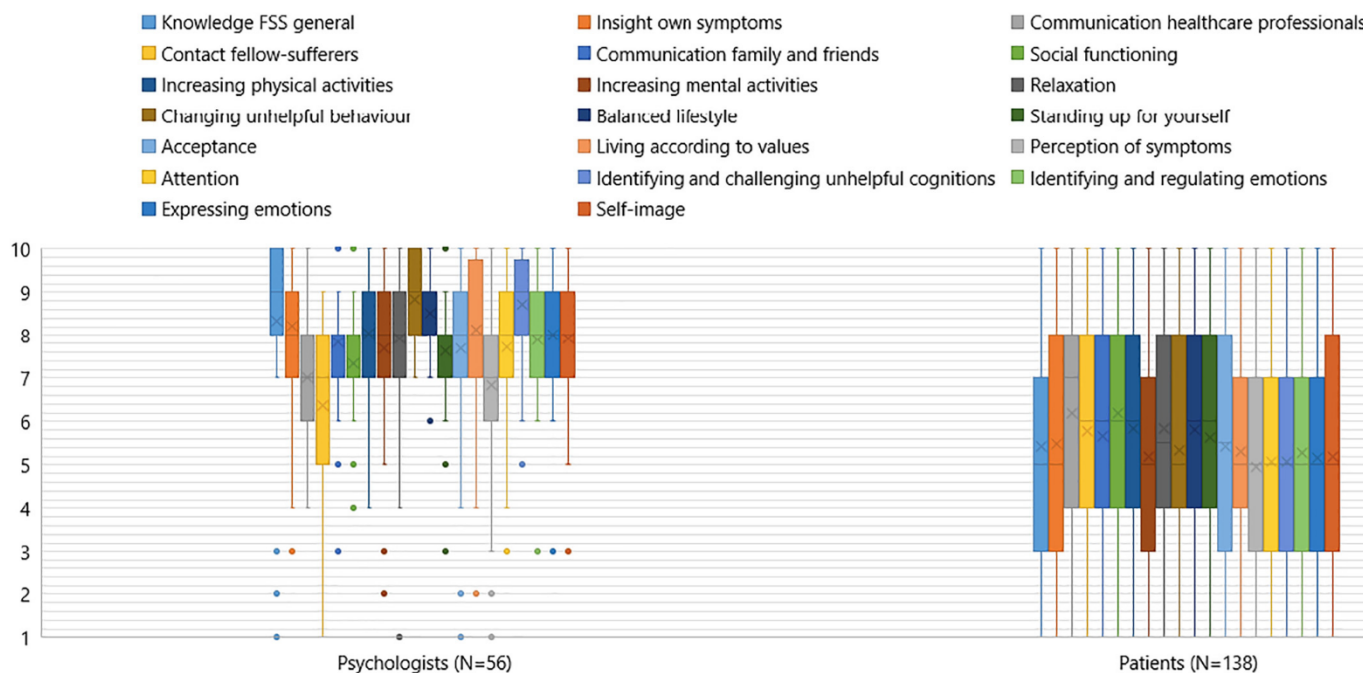 Knowledge FSS general
Insight own symptoms
Communication healthcare professionals
Contact fellow-sufferers
Communication family and friends
Social functioning
Increasing physical activities
Increasing mental activities
Relaxation
Changing unhelpful behaviour
Balanced lifestyle
Standing up for yourself
Acceptance
Living according to values
Perception of symptoms
Attention
Identifying and challenging unhelpful cognitions
Identifying and regulating emotions
Expressing emotions
Self-image
10
9
8
7
6
5
4
3
2
1
Psychologists (N=56)
Patients (N=138)